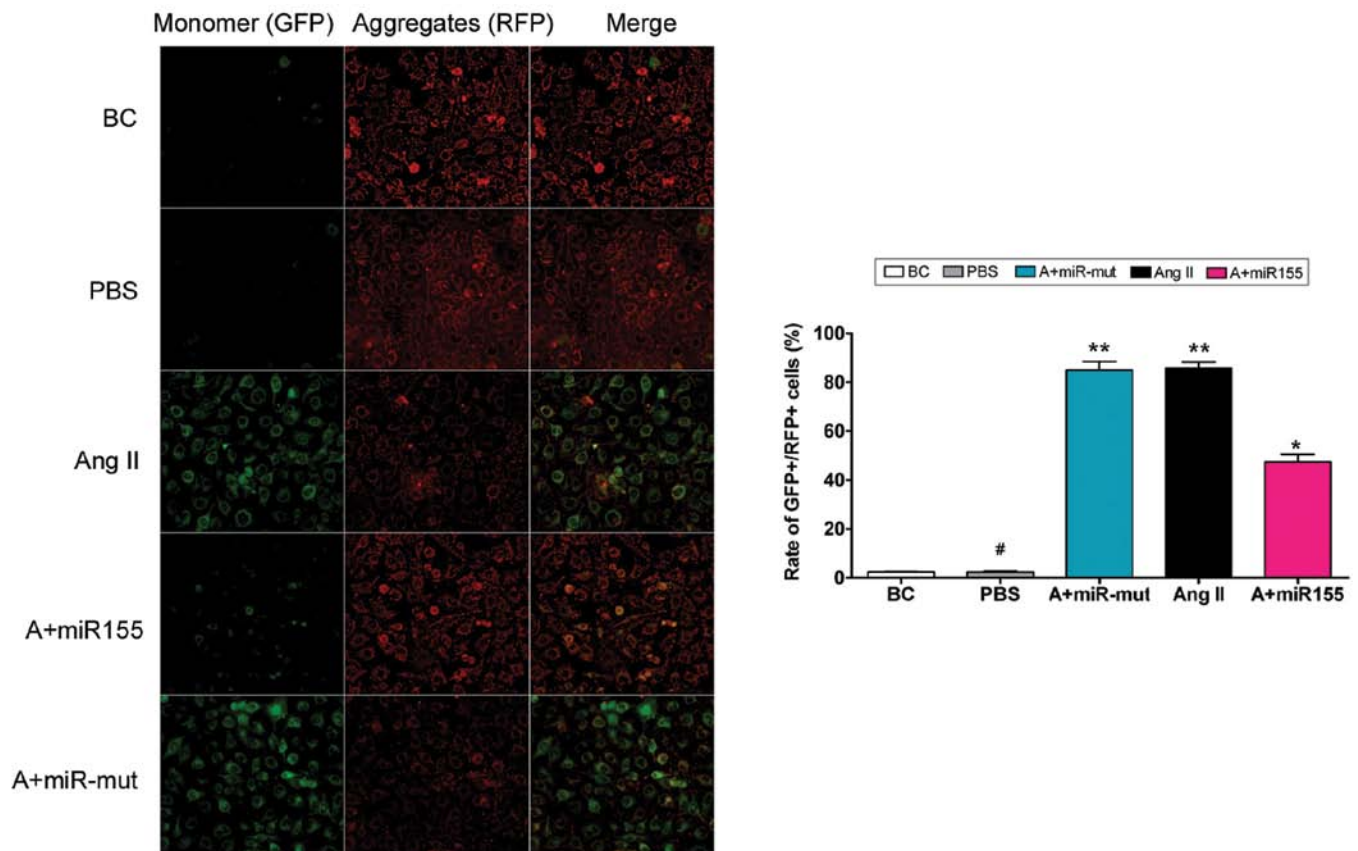 Monomer (GFP) Aggregates (RFP) Merge
BC
PBS
Ang II
A+miR155
A+miR-mut
BC PBS A+miR-mut Ang II A+miR155
Rate of GFP+/RFP+ cells (%)
100
80
60
40
20
0
#
**
**
*
BC PBS A+miR-mut Ang II A+miR155